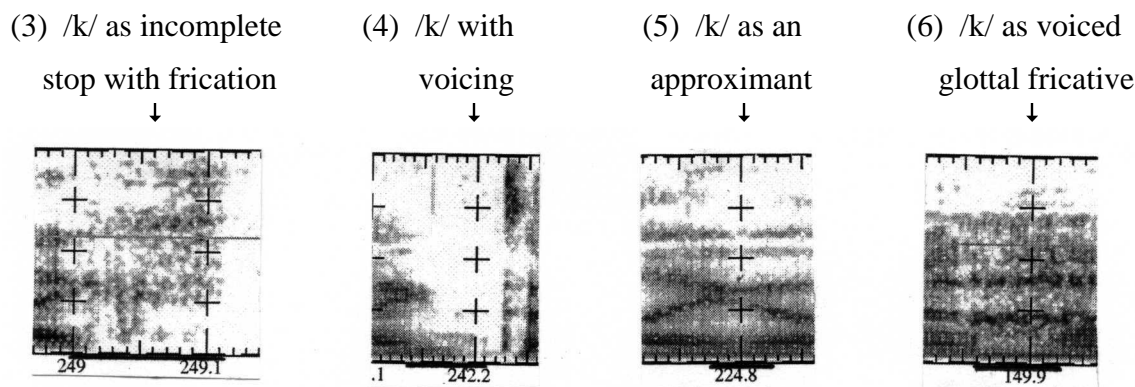 (3) /k/ as incomplete
stop with frication
↓
(4) /k/ with
voicing
↓
(5) /k/ as an
approximant
↓
(6) /k/ as voiced
glottal fricative
↓
249 249.1
.1 242.2
224.8
149.9